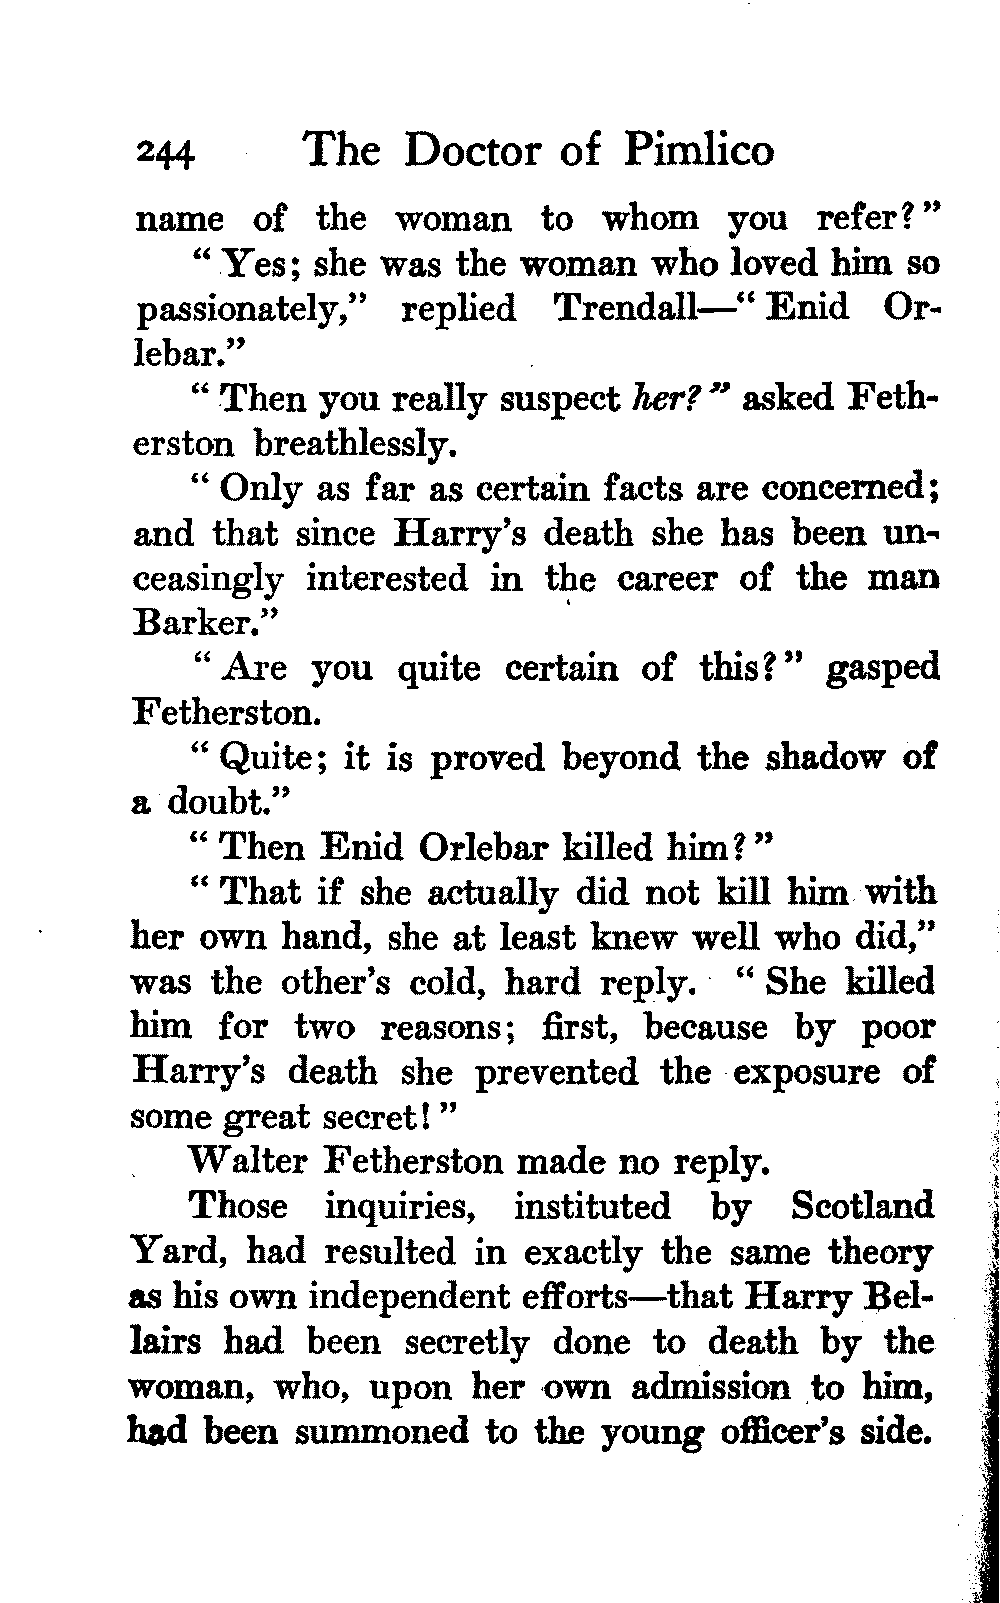 244 The Doctor of Pimlico
name of the woman to whom you refer?"
"Yes; she was the woman who loved him so
passionately," replied Trendall—"Enid Or-
lebar."
"Then you really suspect her?" asked Feth-
erston breathlessly.
"Only as far as certain facts are concerned;
and that since Harry's death she has been un-
ceasingly interested in the career of the man
Barker."
"Are you quite certain of this?" gasped
Fetherston.
"Quite; it is proved beyond the shadow of
a doubt."
"Then Enid Orlebar killed him?"
"That if she actually did not kill him with
her own hand, she at least knew well who did,"
was the other's cold, hard reply. "She killed
him for two reasons; first, because by poor
Harry's death she prevented the exposure of
some great secret!"
Walter Fetherston made no reply.
Those inquiries, instituted by Scotland
Yard, had resulted in exactly the same theory
as his own independent efforts—that Harry Bel-
lairs had been secretly done to death by the
woman, who, upon her own admission to him,
had been summoned to the young officer's side.